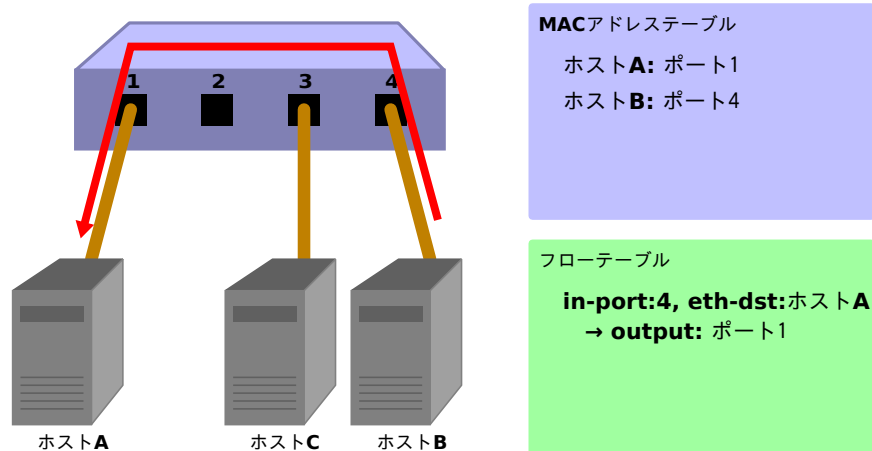 1 2 3 4
ホストA
ホストC
ホストB
MACアドレステーブル
ホストA: ポート1
ホストB: ポート4
フローテーブル
in-port:4, eth-dst:ホストA
→ output: ポート1